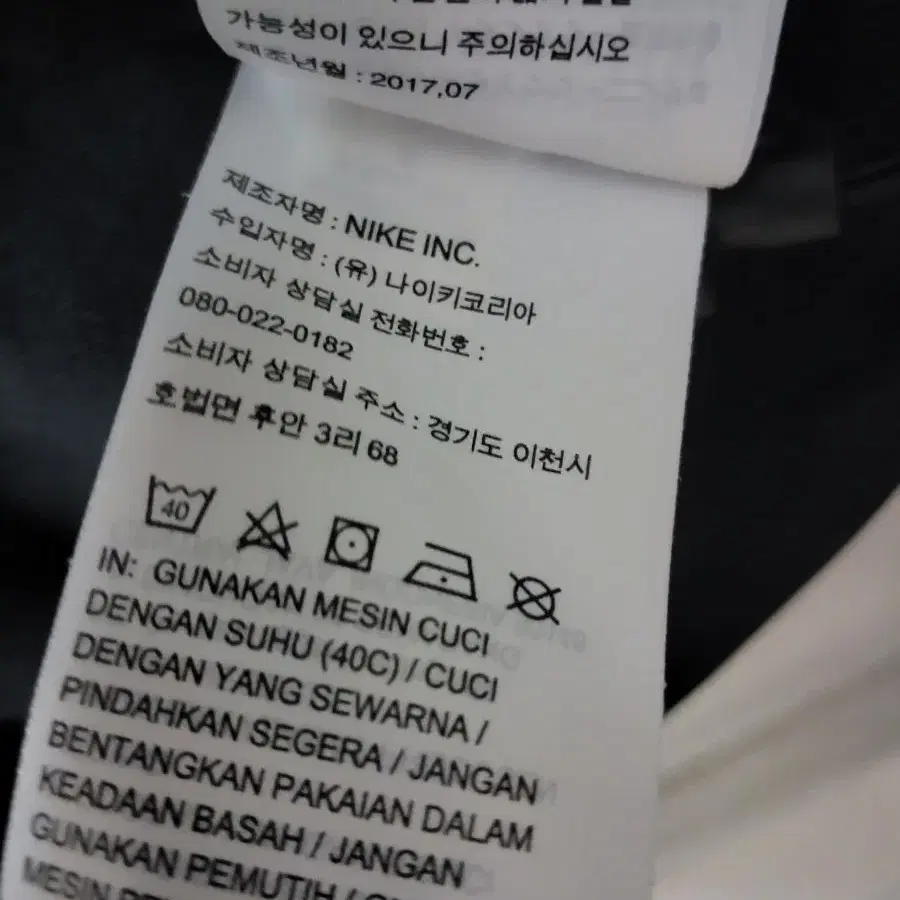 가능성이 있으니 주의하십시오
제조년월 : 2017.07
제조자명 : NIKE INC.
수입자명 : (유) 나이키코리아
소비자 상담실 전화번호 :
080-022-0182
소비자 상담실 주소 : 경기도 이천시
호법면 후안 3리 68
40
IN: GUNAKAN MESIN CUCI
DENGAN SUHU (40C) / CUCI
DENGAN YANG SEWARNA /
PINDAHKAN SEGERA / JANGAN
BENTANGKAN PAKAIAN DALAM
KEADAAN BASAH / JANGAN
GUNAKAN PEMUTIH /
MESIN